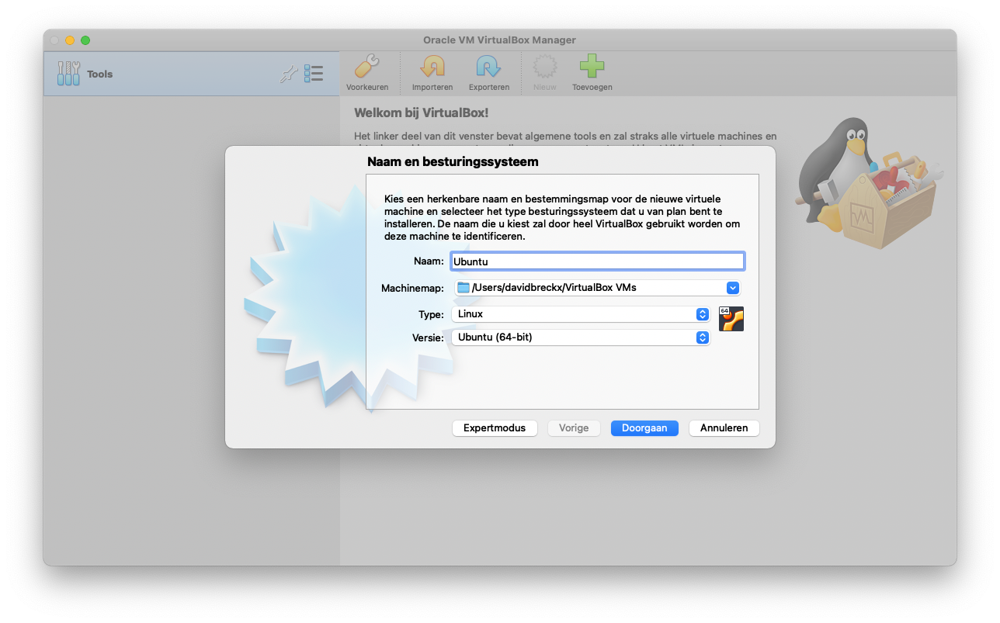 Oracle VM VirtualBox Manager
Tools
Voorkeuren
Importeren
Exporteren
Nieuw
Toevoegen
Welkom bij VirtualBox!
Het linker deel van dit venster bevat algemene tools en zal straks alle virtuele machines en
Naam en besturingssysteem
Kies een herkenbare naam en bestemmingsmap voor de nieuwe virtuele
machine en selecteer het type besturingssysteem dat u van plan bent te
installeren. De naam die u kiest zal door heel VirtualBox gebruikt worden om
deze machine te identificeren.
Naam: Ubuntu
Machinemap: /Users/davidbreckx/VirtualBox VMs
Type: Linux
64
Versie: Ubuntu (64-bit)
Expertmodus
Vorige
Doorgaan
Annuleren